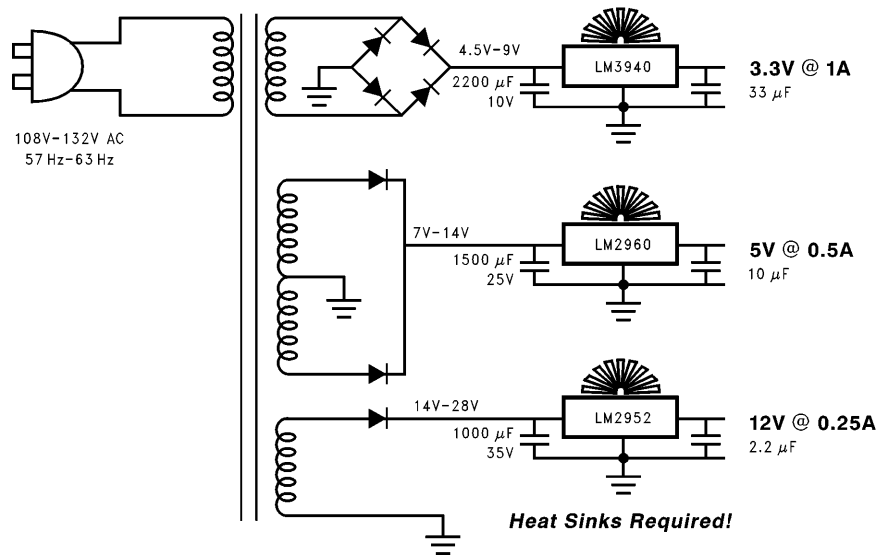 108V–132V AC
57 Hz–63 Hz
4.5V–9V
2200 μF
10V
LM3940
3.3V @ 1A
33 μF
7V–14V
1500 μF
25V
LM2960
5V @ 0.5A
10 μF
14V–28V
1000 μF
35V
LM2952
12V @ 0.25A
2.2 μF
Heat Sinks Required!